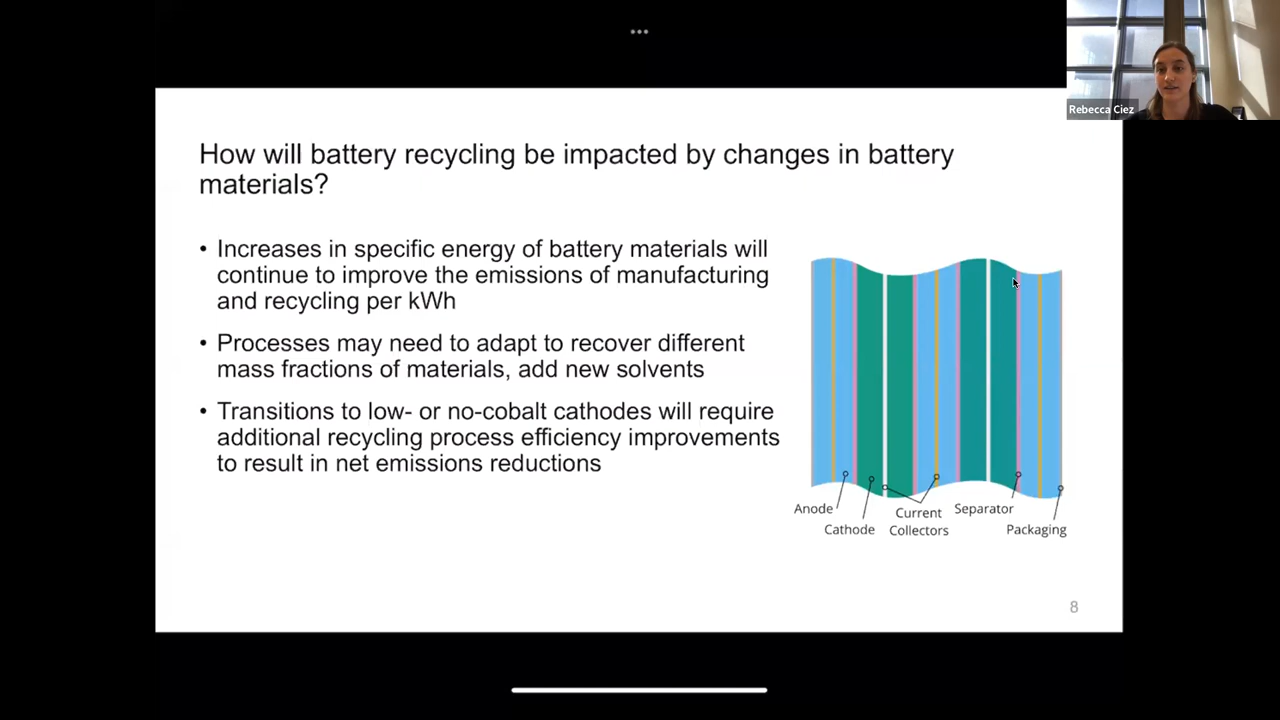 Rebecca Ciez
How will battery recycling be impacted by changes in battery
materials?
• Increases in specific energy of battery materials will
continue to improve the emissions of manufacturing
and recycling per kWh
• Processes may need to adapt to recover different
mass fractions of materials, add new solvents
• Transitions to low- or no-cobalt cathodes will require
additional recycling process efficiency improvements
to result in net emissions reductions
Anode
Cathode
Current
Collectors
Separator
Packaging
8